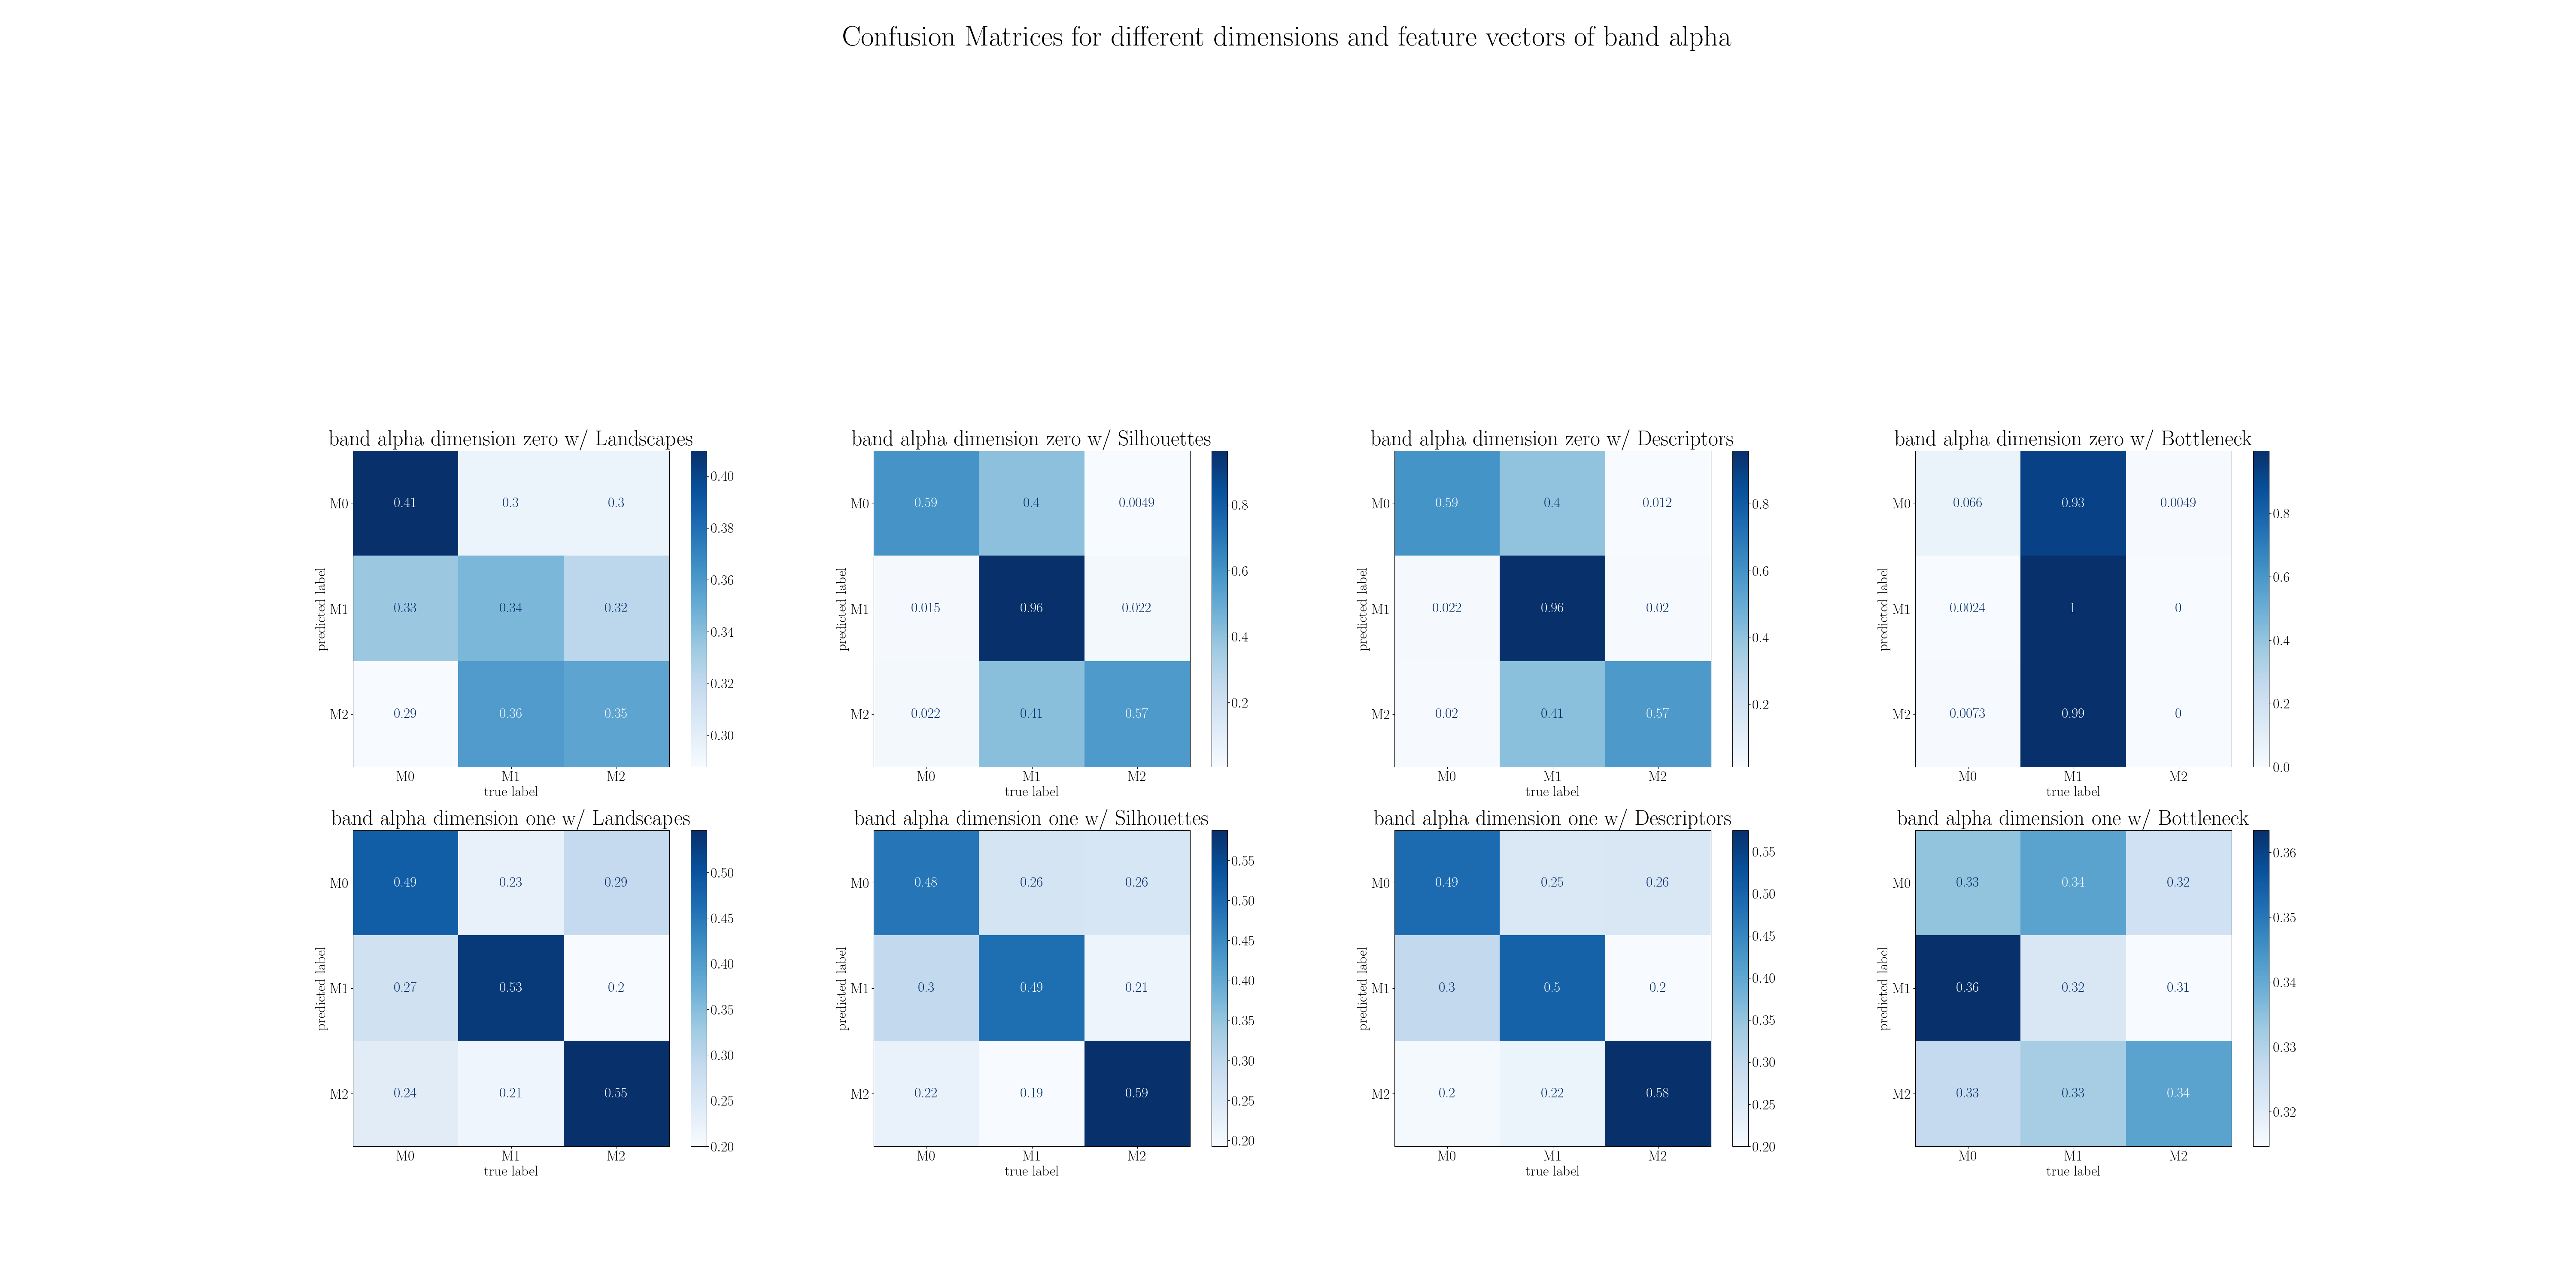 Confusion Matrices for different dimensions and feature vectors of band alpha
band alpha dimension zero w/ Landscapes
M0
M1
M2
predicted label
0.41 0.3 0.3
0.33 0.34 0.32
0.29 0.36 0.35
M0 M1 M2
true label
0.40
0.38
0.36
0.34
0.32
0.30
band alpha dimension zero w/ Silhouettes
M0
M1
M2
predicted label
0.59 0.4 0.0049
0.015 0.96 0.022
0.022 0.41 0.57
M0 M1 M2
true label
0.8
0.6
0.4
0.2
band alpha dimension zero w/ Descriptors
M0
M1
M2
predicted label
0.59 0.4 0.012
0.022 0.96 0.02
0.02 0.41 0.57
M0 M1 M2
true label
0.8
0.6
0.4
0.2
band alpha dimension zero w/ Bottleneck
M0
M1
M2
predicted label
0.066 0.93 0.0049
0.0024 1 0
0.0073 0.99 0
M0 M1 M2
true label
0.8
0.6
0.4
0.2
0.0
band alpha dimension one w/ Landscapes
M0
M1
M2
predicted label
0.49 0.23 0.29
0.27 0.53 0.2
0.24 0.21 0.55
M0 M1 M2
true label
0.50
0.45
0.40
0.35
0.30
0.25
0.20
band alpha dimension one w/ Silhouettes
M0
M1
M2
predicted label
0.48 0.26 0.26
0.3 0.49 0.21
0.22 0.19 0.59
M0 M1 M2
true label
0.55
0.50
0.45
0.40
0.35
0.30
0.25
0.20
band alpha dimension one w/ Descriptors
M0
M1
M2
predicted label
0.49 0.25 0.26
0.3 0.5 0.2
0.2 0.22 0.58
M0 M1 M2
true label
0.55
0.50
0.45
0.40
0.35
0.30
0.25
0.20
band alpha dimension one w/ Bottleneck
M0
M1
M2
predicted label
0.33 0.34 0.32
0.36 0.32 0.31
0.33 0.33 0.34
M0 M1 M2
true label
0.36
0.35
0.34
0.33
0.32